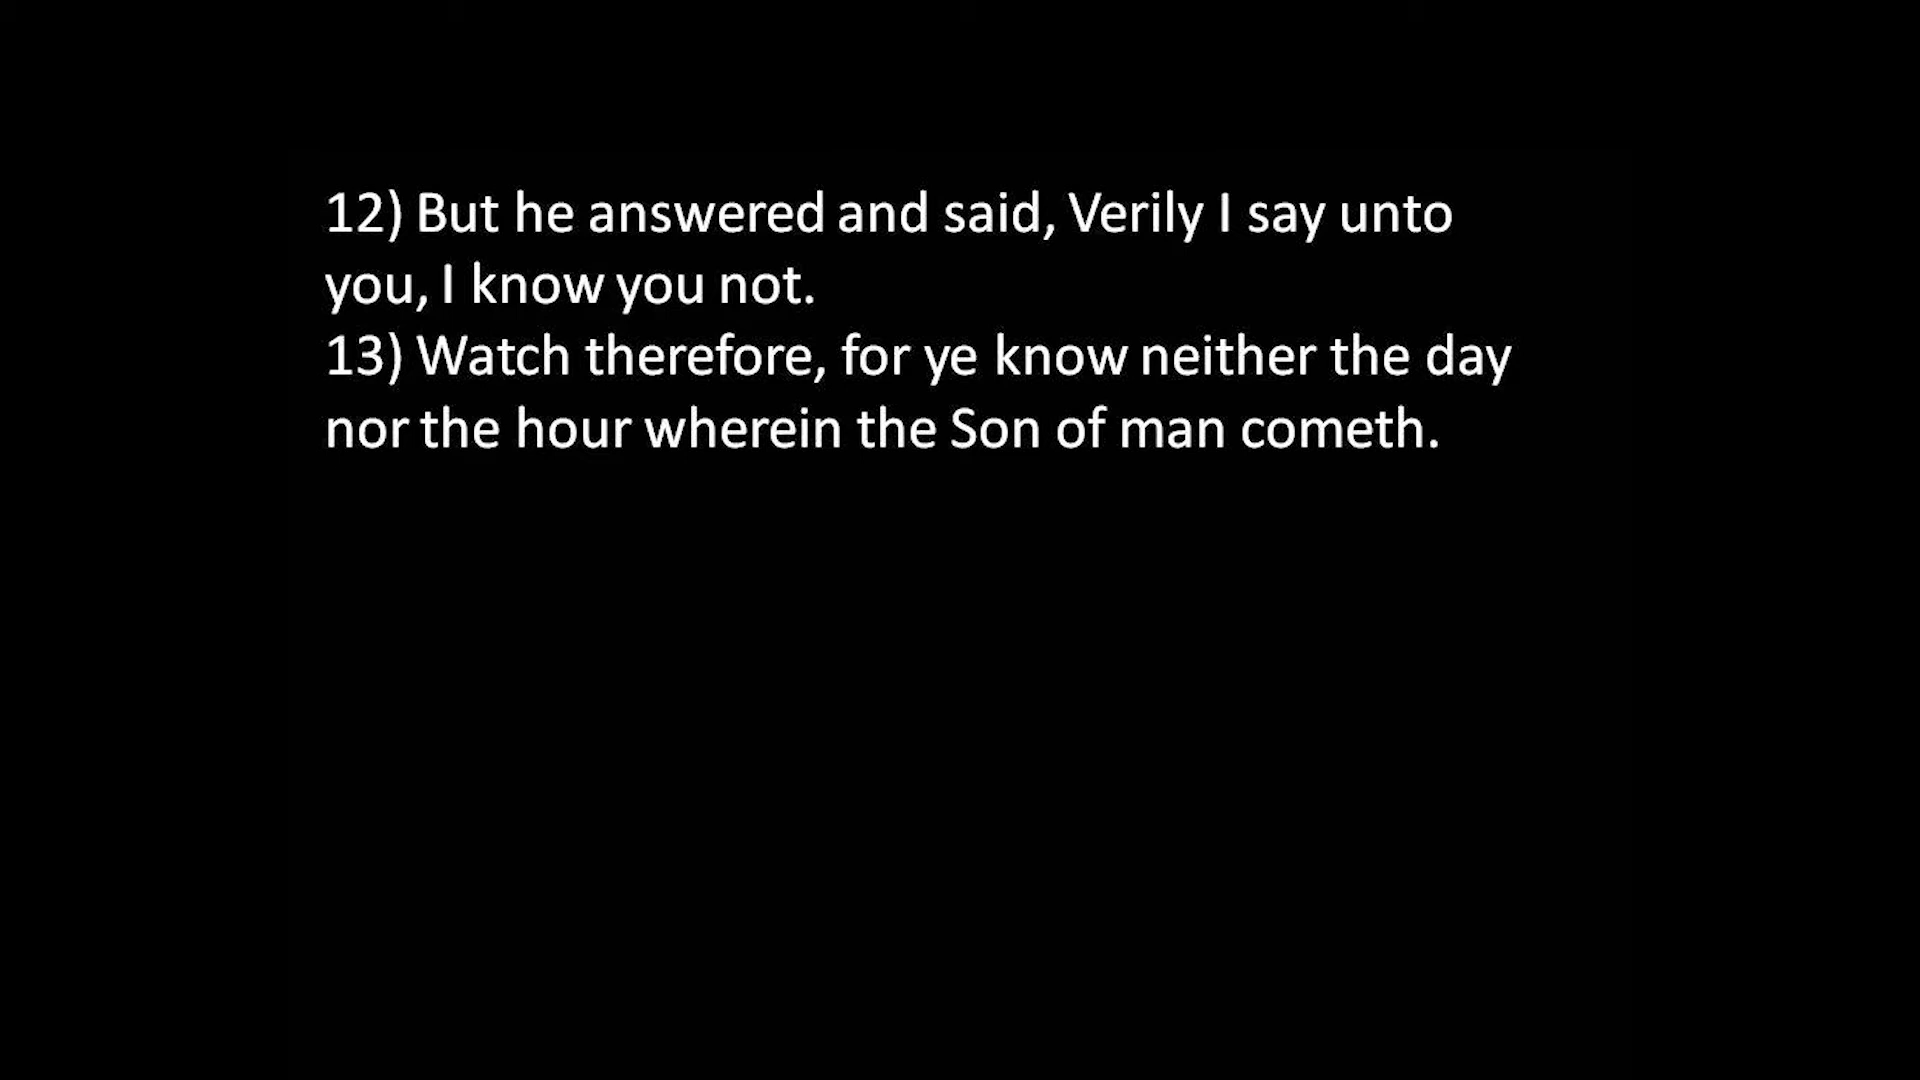 12) But he answered and said, Verily I say unto
you, I know you not.
13) Watch therefore, for ye know neither the day
nor the hour wherein the Son of man cometh.